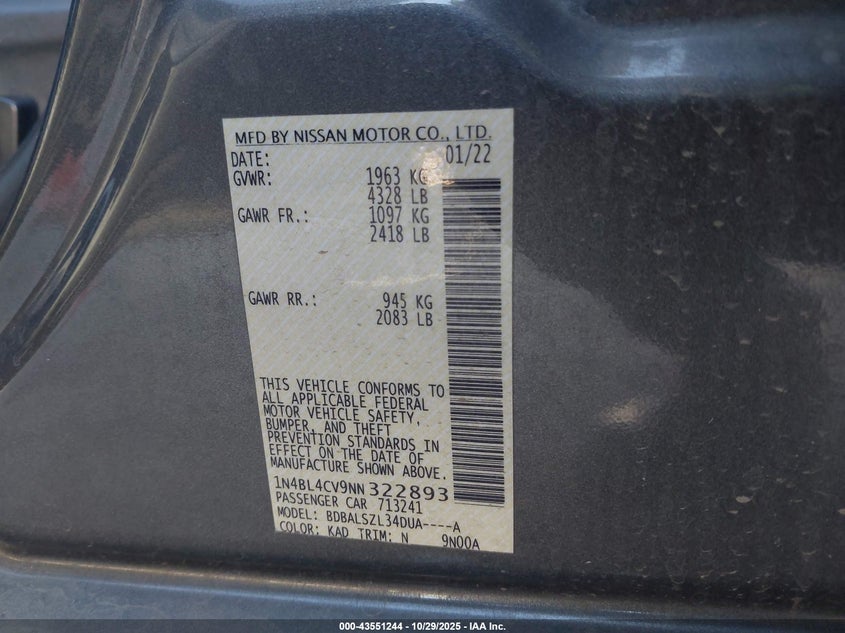 MFD BY NISSAN MOTOR CO., LTD.
DATE: 01/22
GVWR: 1963 KG
4328 LB
GAWR FR.: 1097 KG
2418 LB
GAWR RR.: 945 KG
2083 LB
THIS VEHICLE CONFORMS TO
ALL APPLICABLE FEDERAL
MOTOR VEHICLE SAFETY,
BUMPER, AND THEFT
PREVENTION STANDARDS IN
EFFECT ON THE DATE OF
MANUFACTURE SHOWN ABOVE.
1N4BL4CV9NN322893
PASSENGER CAR 713241
MODEL: BDBALSZL34DUA----A
COLOR: KAD TRIM: N 9N00A
000-43551244 - 10/29/2025 - IAA Inc.